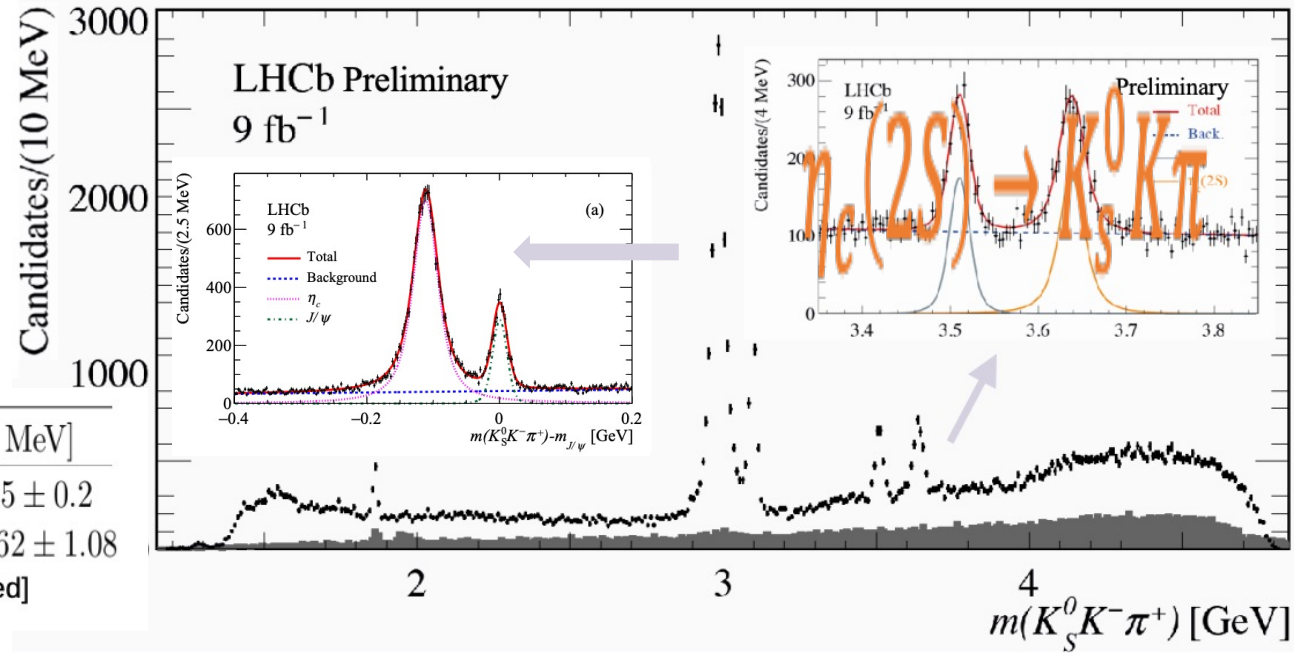 3000
2000
1000
Candidates/(10 MeV)
LHCb Preliminary
9 fb⁻¹
2
3
4
m(K⁰_S K⁻π⁺) [GeV]
Candidates/(2.5 MeV)
600
400
200
0
LHCb
9 fb⁻¹
(a)
Total
Background
η_c
J/ψ
−0.4
−0.2
0
0.2
m(K⁰_S K⁻π⁺)-m_J/ψ [GeV]
Candidates/(4 MeV)
300
0
LHCb
9 fb⁻¹
Preliminary
Total
Back.
(2S)
η_c(2S) → K⁰_S Kπ
3.4
3.5
3.6
3.7
3.8
MeV]
5 ± 0.2
62 ± 1.08
ed]